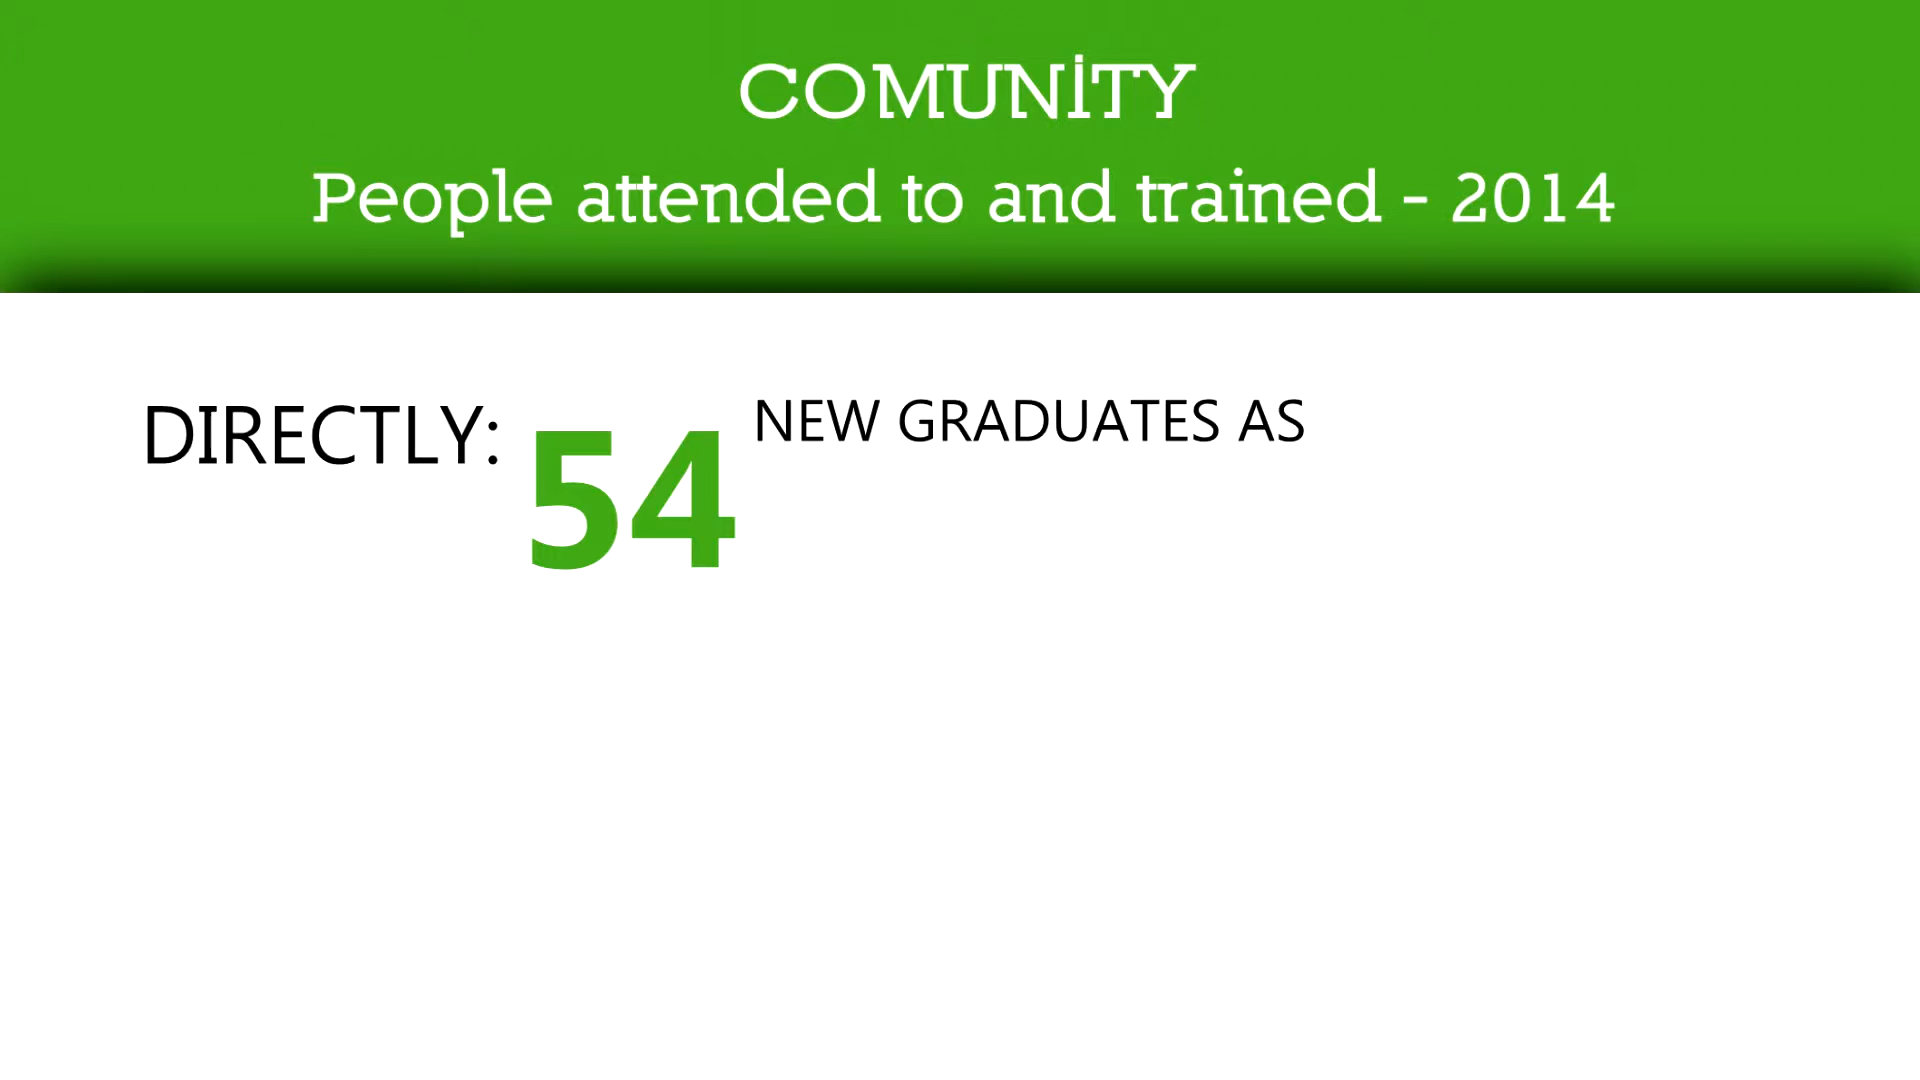 COMUNİTY
People attended to and trained - 2014
DIRECTLY: 54 NEW GRADUATES AS